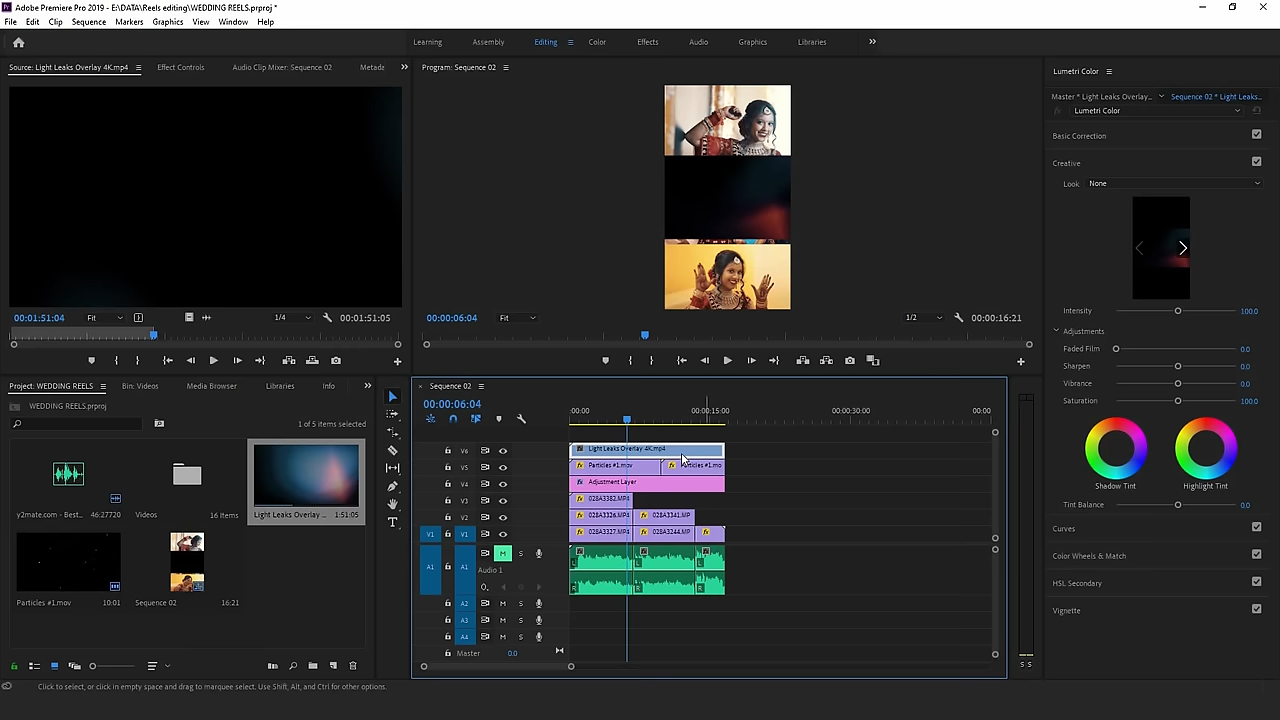 Adobe Premiere Pro 2019 - E:\DATA\Reels editing\WEDDING REELS.prproj *
File Edit Clip Sequence Markers Graphics View Window Help
Learning Assembly Editing Color Effects Audio Graphics Libraries
Source: Light Leaks Overlay 4K.mp4 Effect Controls Audio Clip Mixer: Sequence 02 Metada
Program: Sequence 02
Lumetri Color
Master * Light Leaks Overlay... Sequence 02 * Light Leaks...
fx Lumetri Color
Basic Correction
Creative
Look None
Intensity 100.0
Adjustments
Faded Film 0.0
Sharpen 0.0
Vibrance 0.0
Saturation 100.0
Shadow Tint Highlight Tint
Tint Balance 0.0
Curves
Color Wheels & Match
HSL Secondary
Vignette
00:01:51:04 Fit 1/4 00:01:51:05
00:00:06:04 Fit 1/2 00:00:16:21
Project: WEDDING REELS Bin: Videos Media Browser Libraries Info
WEDDING REELS.prproj
1 of 5 items selected
y2mate.com - Best... 46:27720 Videos 16 Items Light Leaks Overlay ... 1:51:05
Particles #1.mov 10:01 Sequence 02 16:21
Sequence 02
00:00:06:04
:00:00 00:00:15:00 00:00:30:00 00:00
V6 Light Leaks Overlay 4K.mp4
V5 Particles #1.mov Particles #1.mo
V4 Adjustment Layer
V3 028A3382.MP4
V2 028A3326.MP4 028A3341.MP
V1 V1 028A3327.MP4 028A3244.MP
A1 A1 M S L L L
Audio 1
R R R
A2 M S
A3 M S
A4 M S
Master 0.0
S S
Click to select, or click in empty space and drag to marquee select. Use Shift, Alt, and Ctrl for other options.